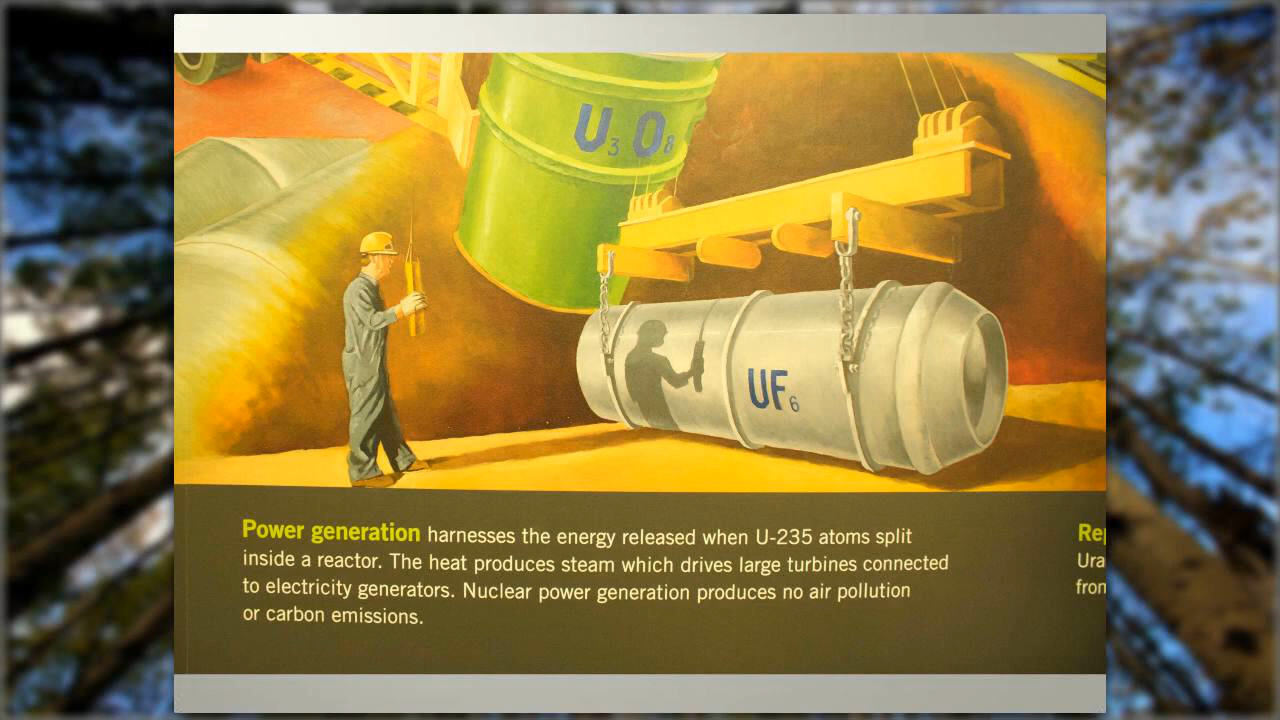 U3O8
UF6
Power generation harnesses the energy released when U-235 atoms split
inside a reactor. The heat produces steam which drives large turbines connected
to electricity generators. Nuclear power generation produces no air pollution
or carbon emissions.